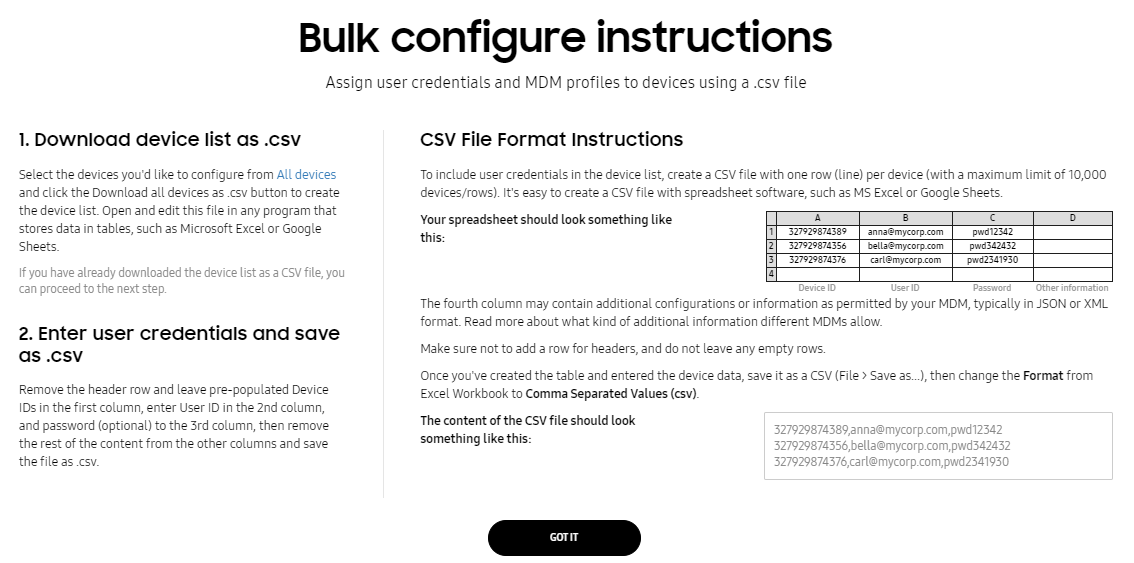 Bulk configure instructions
Assign user credentials and MDM profiles to devices using a .csv file
1. Download device list as .csv
Select the devices you'd like to configure from All devices
and click the Download all devices as .csv button to create
the device list. Open and edit this file in any program that
stores data in tables, such as Microsoft Excel or Google
Sheets.
If you have already downloaded the device list as a CSV file, you
can proceed to the next step.
2. Enter user credentials and save
as .csv
Remove the header row and leave pre-populated Device
IDs in the first column, enter User ID in the 2nd column,
and password (optional) to the 3rd column, then remove
the rest of the content from the other columns and save
the file as .csv.
CSV File Format Instructions
To include user credentials in the device list, create a CSV file with one row (line) per device (with a maximum limit of 10,000
devices/rows). It's easy to create a CSV file with spreadsheet software, such as MS Excel or Google Sheets.
Your spreadsheet should look something like
this:
A B C D
1 327929874389 anna@mycorp.com pwd12342
2 327929874356 bella@mycorp.com pwd342432
3 327929874376 carl@mycorp.com pwd2341930
4
Device ID User ID Password Other information
The fourth column may contain additional configurations or information as permitted by your MDM, typically in JSON or XML
format. Read more about what kind of additional information different MDMs allow.
Make sure not to add a row for headers, and do not leave any empty rows.
Once you've created the table and entered the device data, save it as a CSV (File > Save as...), then change the Format from
Excel Workbook to Comma Separated Values (csv).
The content of the CSV file should look
something like this:
327929874389,anna@mycorp.com,pwd12342
327929874356,bella@mycorp.com,pwd342432
327929874376,carl@mycorp.com,pwd2341930
GOT IT